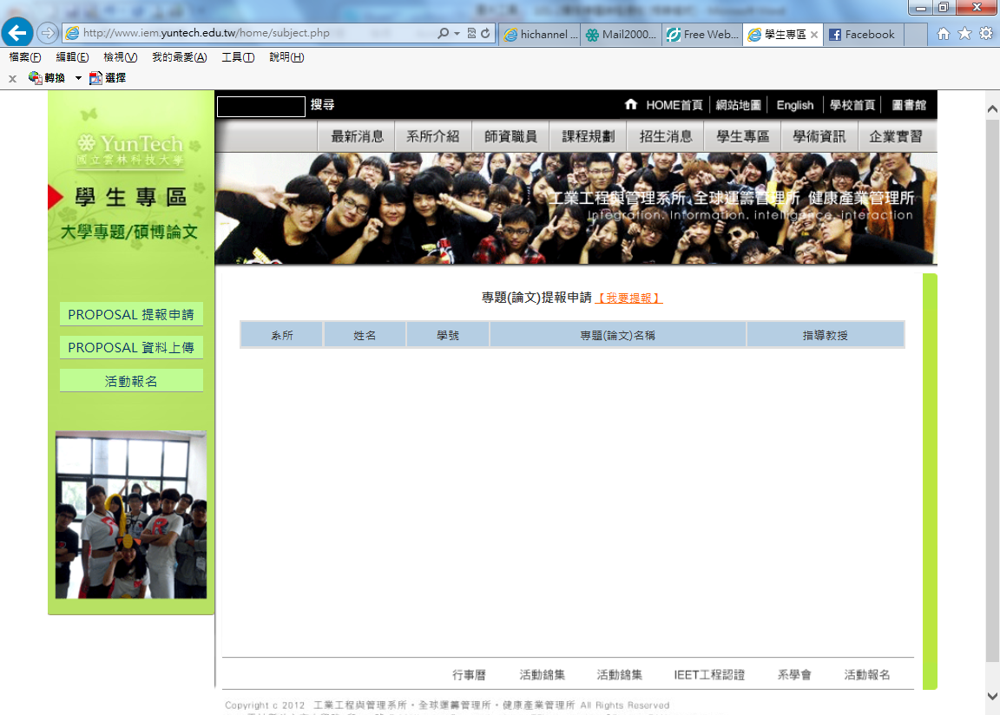 http://www.iem.yuntech.edu.tw/home/subject.php
hichannel ...
Mail2000...
Free Web...
學生專區
Facebook
檔案(F) 編輯(E) 檢視(V) 我的最愛(A) 工具(T) 說明(H)
x 轉換 選擇
搜尋
HOME首頁 網站地圖 English 學校首頁 圖書館
YunTech
國立雲林科技大學
最新消息 系所介紹 師資職員 課程規劃 招生消息 學生專區 學術資訊 企業實習
學生專區
大學專題/碩博論文
工業工程與管理系所、全球運籌管理所、健康產業管理所
Integration. Information. intelligence .interaction
專題(論文)提報申請【我要提報】
PROPOSAL 提報申請
PROPOSAL 資料上傳
活動報名
系所 姓名 學號 專題(論文)名稱 指導教授
行事曆 活動錦集 活動錦集 IEET工程認證 系學會 活動報名
Copyright c 2012 工業工程與管理系所・全球運籌管理所・健康產業管理所 All Rights Reserved